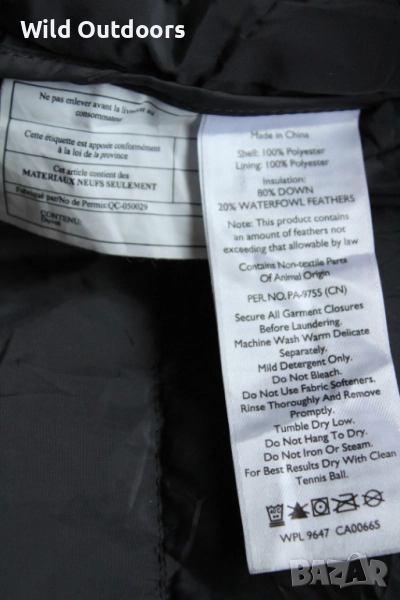 Wild Outdoors
Ne pas enlever avant la livraison au
consommateur
Cette étiquette est apposée conformément
à la loi de la province
Cet article contient des
MATERIAUX NEUFS SEULEMENT
Fabriqué par/No de Permis:QC-050029
CONTENU:
Duvet
Made in China
Shell: 100% Polyester
Lining: 100% Polyester
Insulation:
80% DOWN
20% WATERFOWL FEATHERS
Note: This product contains
an amount of feathers not
exceeding that allowable by law
Contains Non-textile Parts
Of Animal Origin
PER NO. PA-9755 (CN)
Secure All Garment Closures
Before Laundering.
Machine Wash Warm Delicate
Separately.
Mild Detergent Only.
Do Not Bleach.
Do Not Use Fabric Softeners.
Rinse Thoroughly And Remove
Promptly.
Tumble Dry Low.
Do Not Hang To Dry.
Do Not Iron Or Steam.
For Best Results Dry With Clean
Tennis Ball.
WPL 9647 CA00665
BAZAR